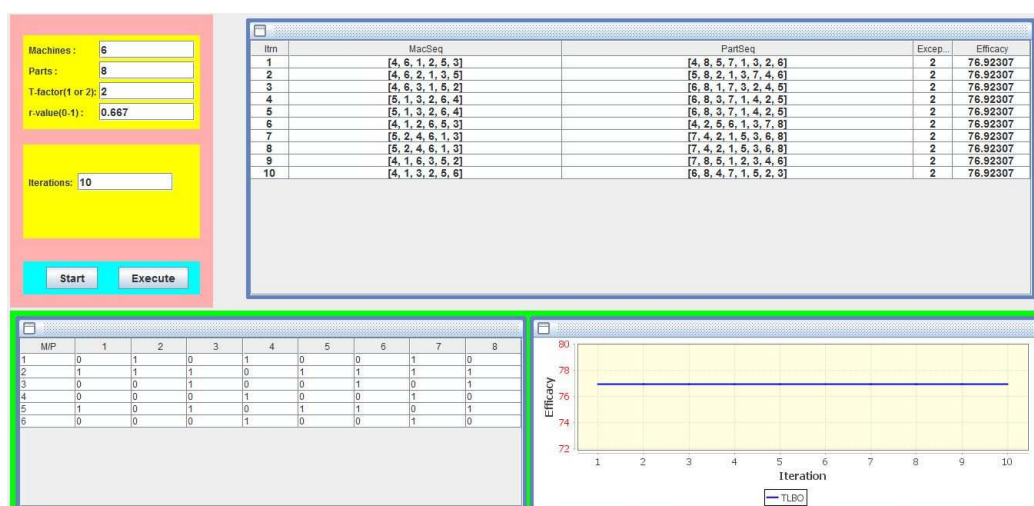 Machines : 6
Parts : 8
T-factor(1 or 2): 2
r-value(0-1) : 0.667
Iterations: 10
Start Execute
Itrn MacSeq PartSeq Excep... Efficacy
1 [4, 6, 1, 2, 5, 3] [4, 8, 5, 7, 1, 3, 2, 6] 2 76.92307
2 [4, 6, 2, 1, 3, 5] [5, 8, 2, 1, 3, 7, 4, 6] 2 76.92307
3 [4, 6, 3, 1, 5, 2] [6, 8, 1, 7, 3, 2, 4, 5] 2 76.92307
4 [5, 1, 3, 2, 6, 4] [6, 8, 3, 7, 1, 4, 2, 5] 2 76.92307
5 [5, 1, 3, 2, 6, 4] [6, 8, 3, 7, 1, 4, 2, 5] 2 76.92307
6 [4, 1, 2, 6, 5, 3] [4, 2, 5, 6, 1, 3, 7, 8] 2 76.92307
7 [5, 2, 4, 6, 1, 3] [7, 4, 2, 1, 5, 3, 6, 8] 2 76.92307
8 [5, 2, 4, 6, 1, 3] [7, 4, 2, 1, 5, 3, 6, 8] 2 76.92307
9 [4, 1, 6, 3, 5, 2] [7, 8, 5, 1, 2, 3, 4, 6] 2 76.92307
10 [4, 1, 3, 2, 5, 6] [6, 8, 4, 7, 1, 5, 2, 3] 2 76.92307
M/P 1 2 3 4 5 6 7 8
1 0 1 0 1 0 0 1 0
2 1 1 1 0 1 1 1 1
3 0 0 1 0 0 1 0 1
4 0 0 0 1 0 0 1 0
5 1 0 1 0 1 1 0 1
6 0 0 0 1 0 0 1 0
80
78
76
74
72
Efficacy
1 2 3 4 5 6 7 8 9 10
Iteration
TLBO